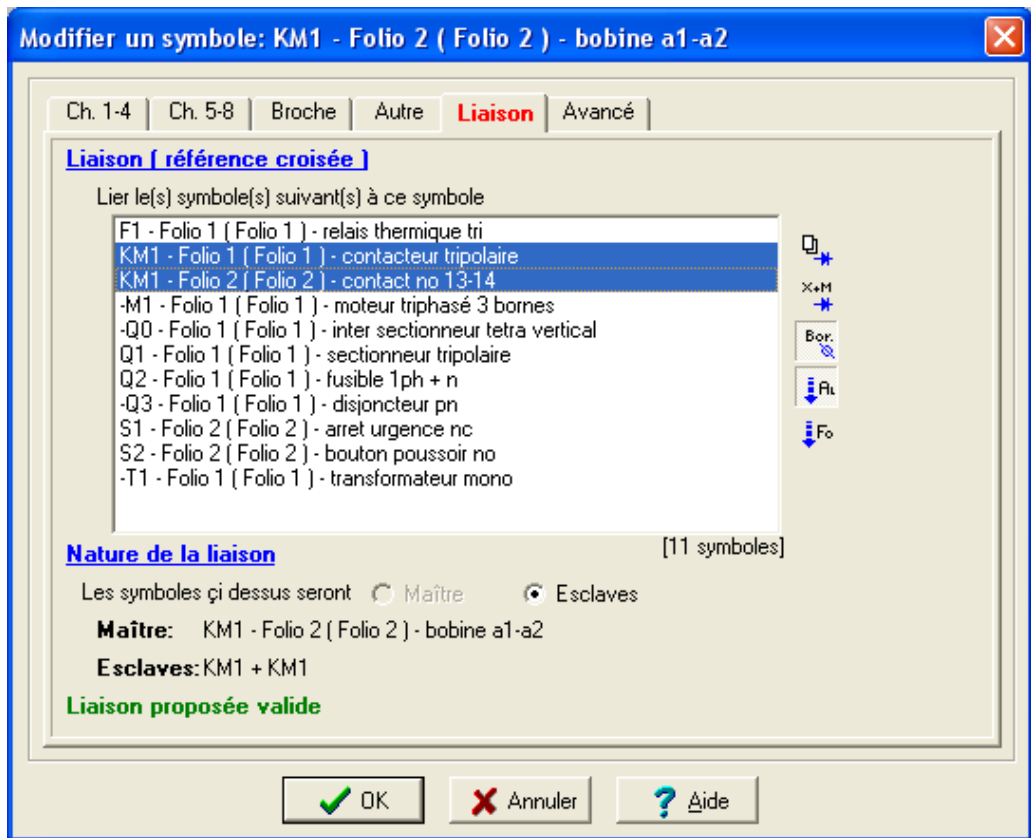 Modifier un symbole: KM1 - Folio 2 ( Folio 2 ) - bobine a1-a2
Ch. 1-4 Ch. 5-8 Broche Autre Liaison Avancé
Liaison ( référence croisée )
Lier le(s) symbole(s) suivant(s) à ce symbole
F1 - Folio 1 ( Folio 1 ) - relais thermique tri
KM1 - Folio 1 ( Folio 1 ) - contacteur tripolaire
KM1 - Folio 2 ( Folio 2 ) - contact no 13-14
-M1 - Folio 1 ( Folio 1 ) - moteur triphasé 3 bornes
-Q0 - Folio 1 ( Folio 1 ) - inter sectionneur tetra vertical
Q1 - Folio 1 ( Folio 1 ) - sectionneur tripolaire
Q2 - Folio 1 ( Folio 1 ) - fusible 1ph + n
-Q3 - Folio 1 ( Folio 1 ) - disjoncteur pn
S1 - Folio 2 ( Folio 2 ) - arret urgence nc
S2 - Folio 2 ( Folio 2 ) - bouton poussoir no
-T1 - Folio 1 ( Folio 1 ) - transformateur mono
X+M
Bor.
AL
Fo
[11 symboles]
Nature de la liaison
Les symboles çi dessus seront Maître Esclaves
Maître: KM1 - Folio 2 ( Folio 2 ) - bobine a1-a2
Esclaves: KM1 + KM1
Liaison proposée valide
OK Annuler Aide